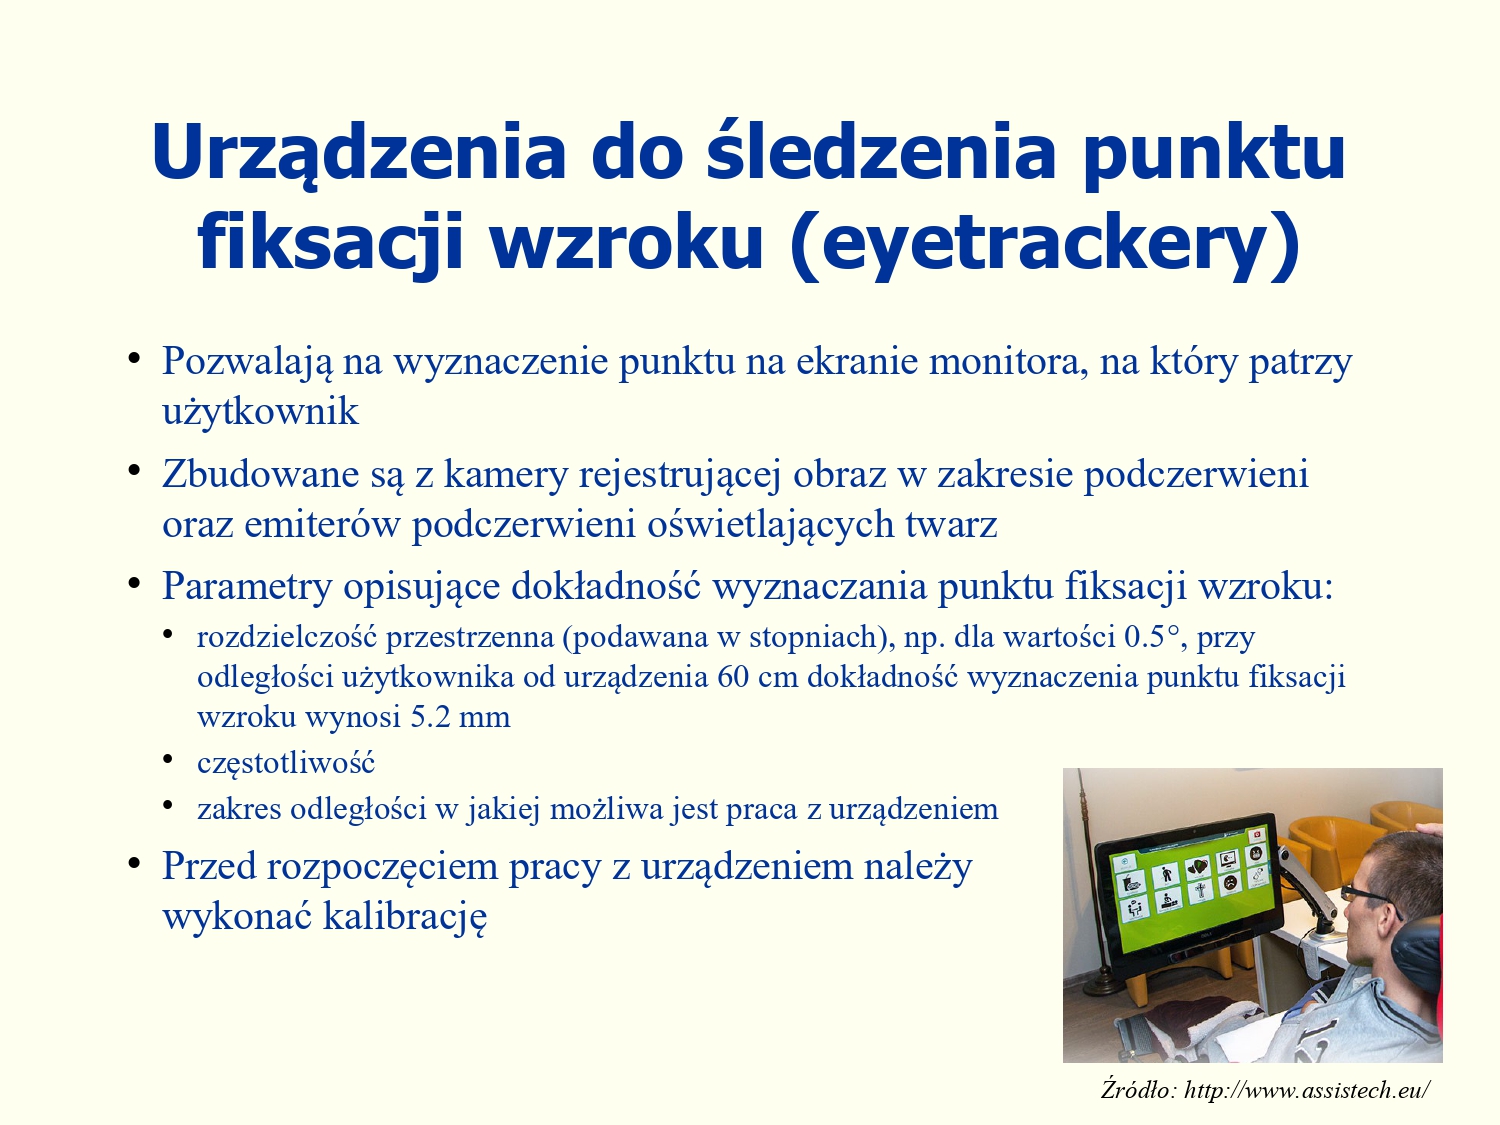 Urządzenia do śledzenia punktu
fiksacji wzroku (eyetrackery)
• Pozwalają na wyznaczenie punktu na ekranie monitora, na który patrzy
użytkownik
• Zbudowane są z kamery rejestrującej obraz w zakresie podczerwieni
oraz emiterów podczerwieni oświetlających twarz
• Parametry opisujące dokładność wyznaczania punktu fiksacji wzroku:
• rozdzielczość przestrzenna (podawana w stopniach), np. dla wartości 0.5°, przy
odległości użytkownika od urządzenia 60 cm dokładność wyznaczenia punktu fiksacji
wzroku wynosi 5.2 mm
• częstotliwość
• zakres odległości w jakiej możliwa jest praca z urządzeniem
• Przed rozpoczęciem pracy z urządzeniem należy
wykonać kalibrację
Źródło: http://www.assistech.eu/